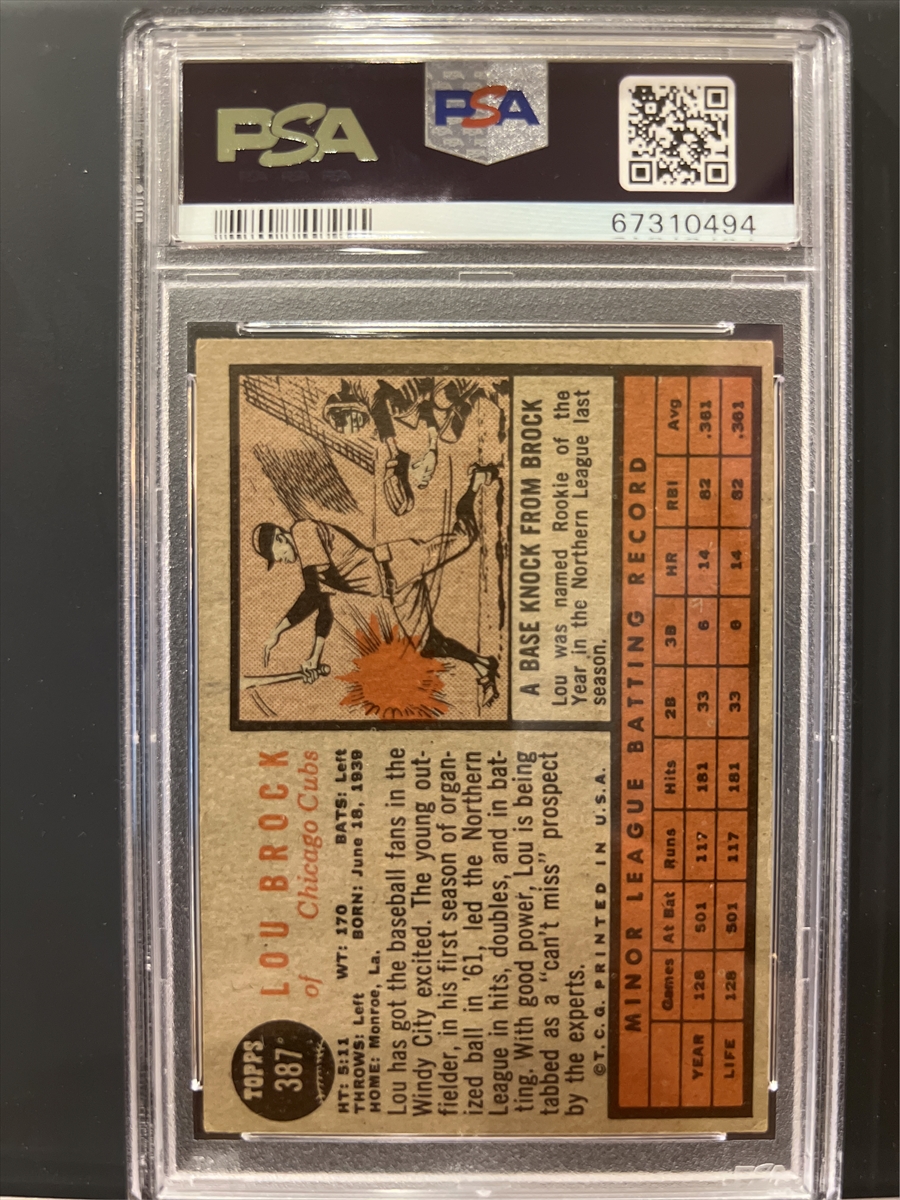 PSA
PSA
67310494
TOPPS
387
LOU BROCK
of Chicago Cubs
HT: 5:11 WT: 170 BATS: Left
THROWS: Left BORN: June 18, 1939
HOME: Monroe, La.
Lou has got the baseball fans in the
Windy City excited. The young out-
fielder, in his first season of organ-
ized ball in '61, led the Northern
League in hits, doubles, and in bat-
ting. With good power, Lou is being
tabbed as a "can't miss" prospect
by the experts.
© T. C. G. PRINTED IN U.S.A.
A BASE KNOCK FROM BROCK
Lou was named Rookie of the
Year in the Northern League last
season.
MINOR LEAGUE BATTING RECORD
Games At Bat Runs Hits 2B 3B HR RBI Avg
YEAR 128 501 117 181 33 6 14 82 .361
LIFE 128 501 117 181 33 6 14 82 .361
PSA